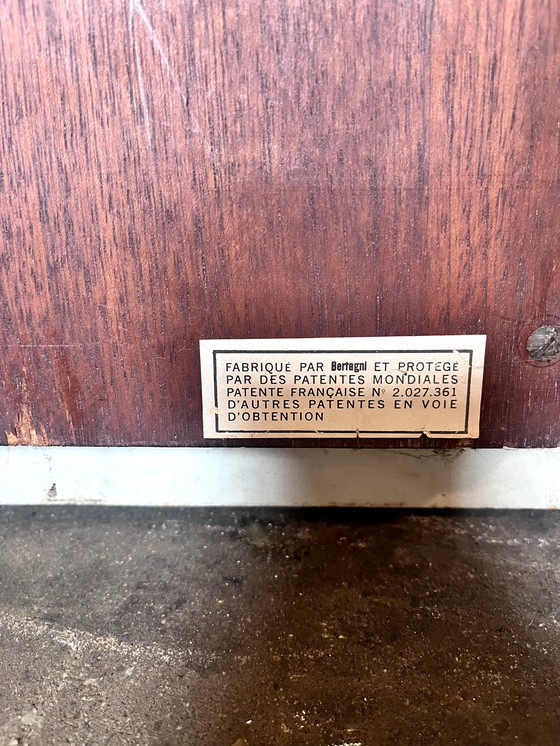 FABRIQUÉ PAR Bertagni ET PROTÉGÉ
PAR DES PATENTES MONDIALES
PATENTE FRANÇAISE Nº 2.027.361
D'AUTRES PATENTES EN VOIE
D'OBTENTION